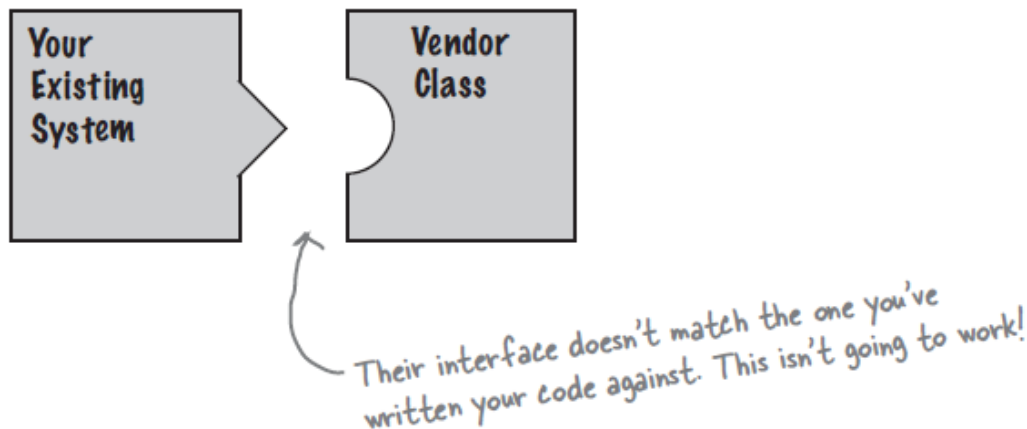 Your
Existing
System
Vendor
Class
Their interface doesn't match the one you've
written your code against. This isn't going to work!